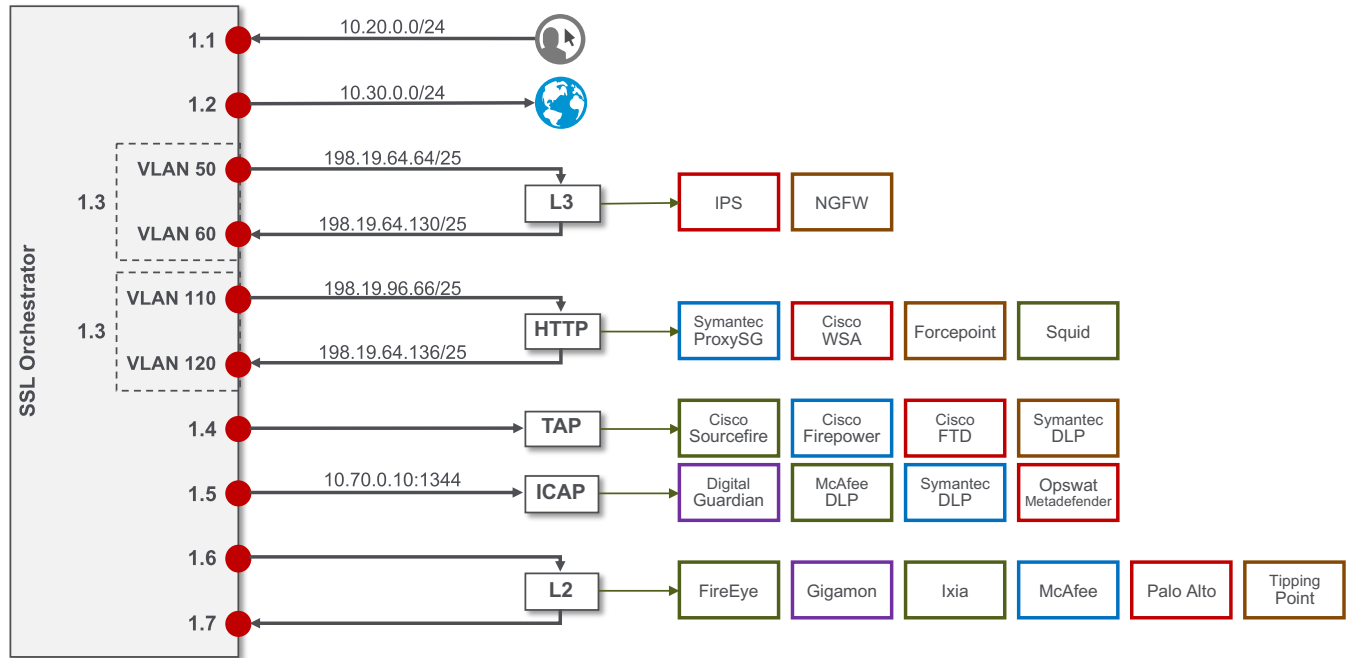 SSL Orchestrator
1.1
10.20.0.0/24
1.2
10.30.0.0/24
1.3
VLAN 50
198.19.64.64/25
L3
IPS
NGFW
VLAN 60
198.19.64.130/25
1.3
VLAN 110
198.19.96.66/25
HTTP
Symantec
ProxySG
Cisco
WSA
Forcepoint
Squid
VLAN 120
198.19.64.136/25
1.4
TAP
Cisco
Sourcefire
Cisco
Firepower
Cisco
FTD
Symantec
DLP
1.5
10.70.0.10:1344
ICAP
Digital
Guardian
McAfee
DLP
Symantec
DLP
Opswat
Metadefender
1.6
L2
FireEye
Gigamon
Ixia
McAfee
Palo Alto
Tipping
Point
1.7